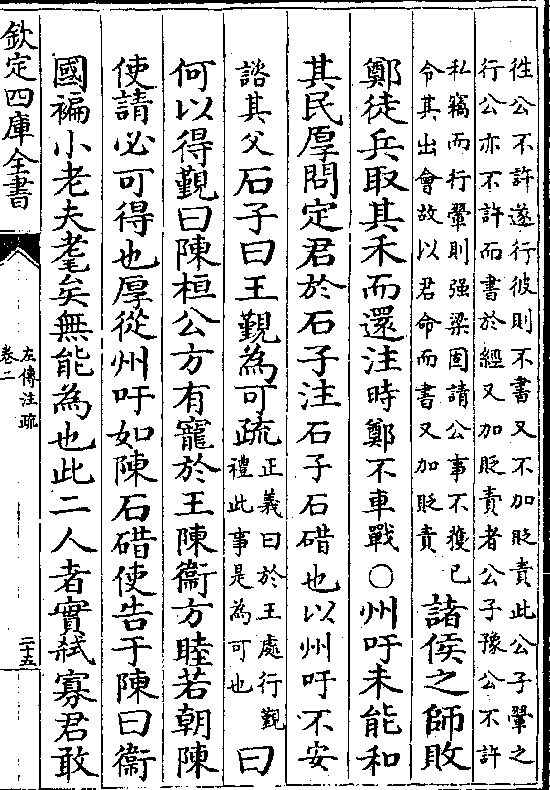 往公不許遂行彼則不書又不加貶責此公子翬之
行公亦不許而書於經又加貶責者公子豫公不許
私竊而行翬則强梁固請公事不獲已
令其出會故以君命而書又加貶責
諸侯之師敗
鄭徒兵取其禾而還注時鄭不車戰○州吁未能和
其民厚問定君於石子注石子石碏也以州吁不安
諮其父石子曰王覲為可疏
正義曰於王處行覲
禮此事是為可也
曰
何以得覲曰陳桓公方有寵於王陳衞方睦若朝陳
使請必可得也厚從州吁如陳石碏使告于陳曰衞
國褊小老夫耄矣無能為也此二人者實弑寡君敢
欽定四庫全書
左傳注疏
卷二
二十五